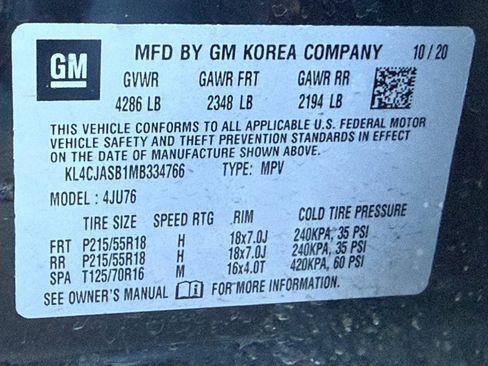 GM
MFD BY GM KOREA COMPANY 10/20
GVWR GAWR FRT GAWR RR
4286 LB 2348 LB 2194 LB
THIS VEHICLE CONFORMS TO ALL APPLICABLE U.S. FEDERAL MOTOR
VEHICLE SAFETY AND THEFT PREVENTION STANDARDS IN EFFECT
ON THE DATE OF MANUFACTURE SHOWN ABOVE.
KL4CJASB1MB334766 TYPE: MPV
MODEL: 4JU76
TIRE SIZE SPEED RTG RIM COLD TIRE PRESSURE
FRT P215/55R18 H 18x7.0J 240KPA, 35 PSI
RR P215/55R18 H 18x7.0J 240KPA, 35 PSI
SPA T125/70R16 M 16x4.0T 420KPA, 60 PSI
SEE OWNER'S MANUAL FOR MORE INFORMATION.